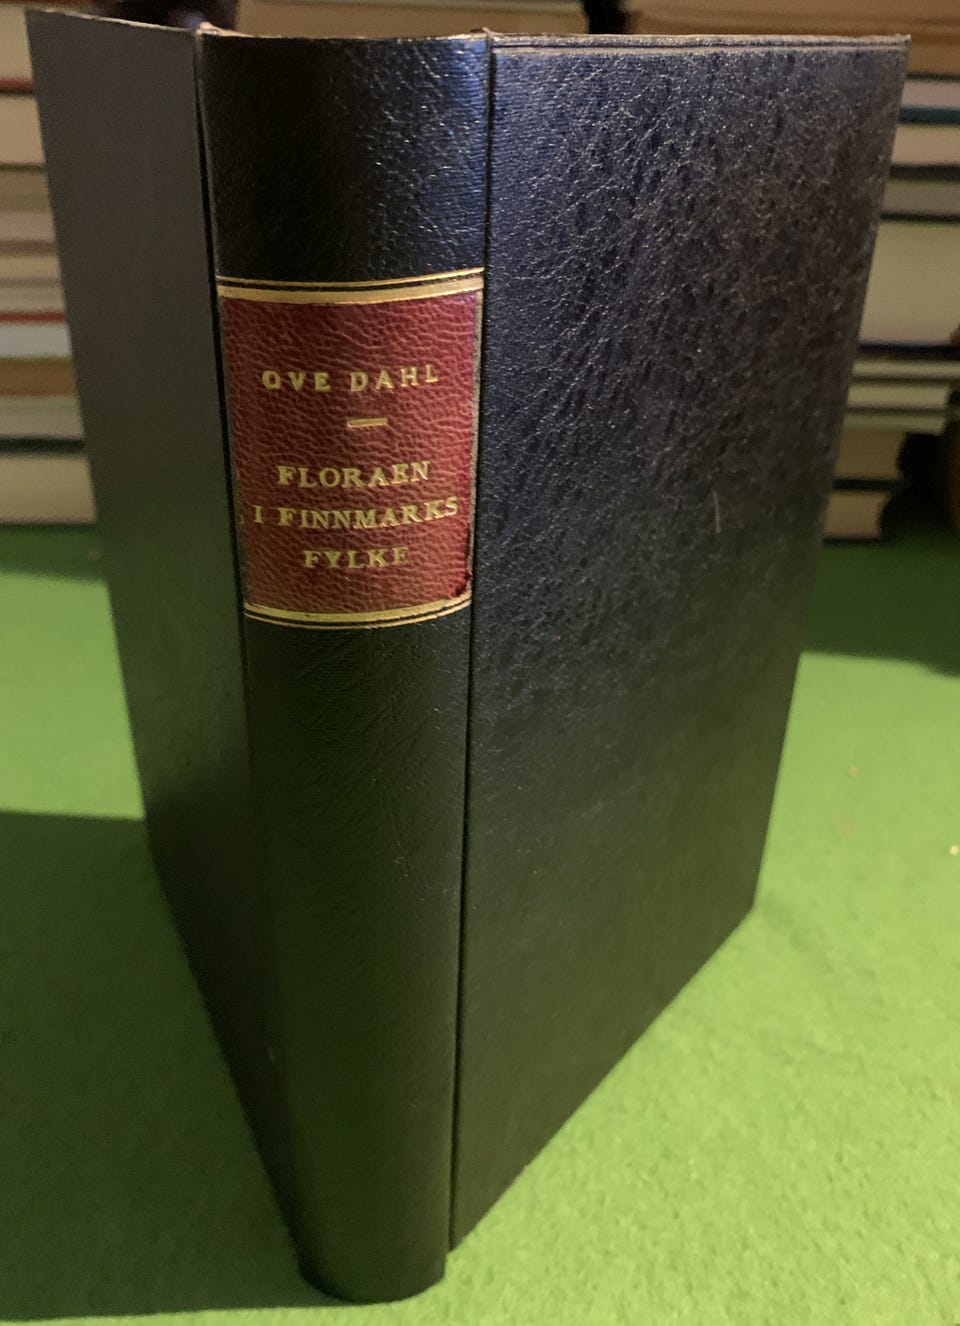 OVE DAHL
FLORAEN
I FINNMARKS
FYLKE